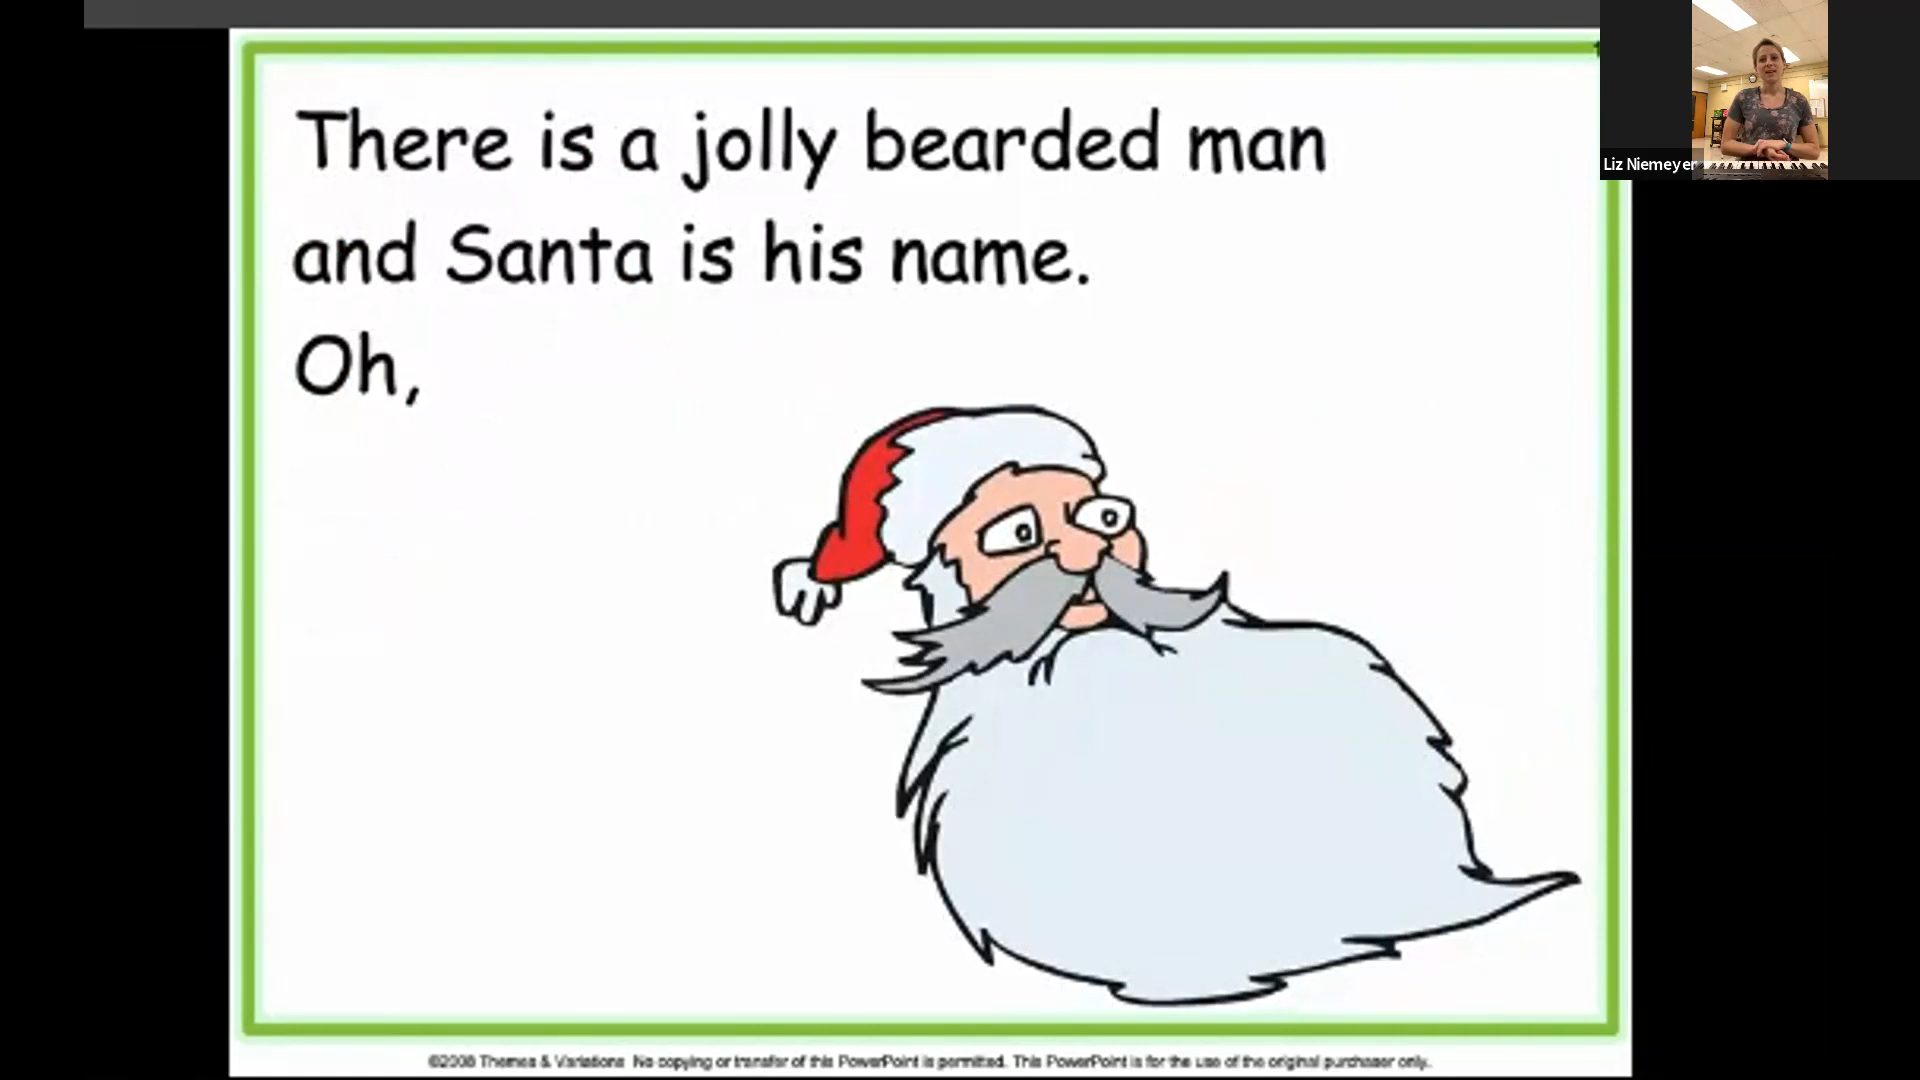 There is a jolly bearded man
and Santa is his name.
Oh,
Liz Niemeyer
©2008 Themes & Variations No copying or transfer of this PowerPoint is permitted. This PowerPoint is for the use of the original purchaser only.